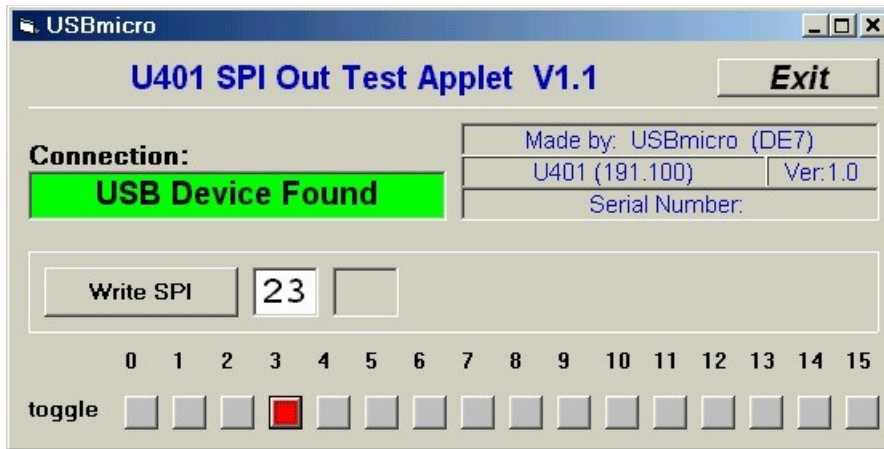 USBmicro
U401 SPI Out Test Applet V1.1
Exit
Connection:
USB Device Found
Made by: USBmicro (DE7)
U401 (191.100) Ver:1.0
Serial Number:
Write SPI 23
0 1 2 3 4 5 6 7 8 9 10 11 12 13 14 15
toggle